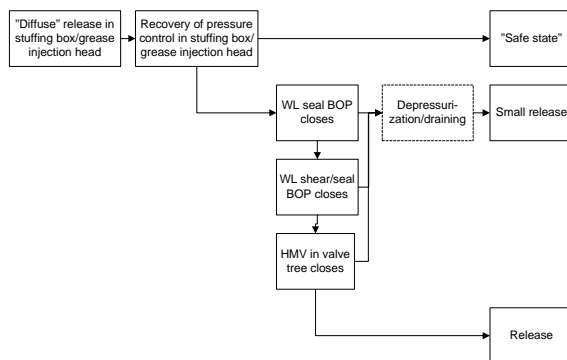 "Diffuse" release in
stuffing box/grease
injection head
Recovery of pressure
control in stuffing box/
grease injection head
"Safe state"
WL seal BOP
closes
Depressuri-
zation/draining
Small release
WL shear/seal
BOP closes
HMV in valve
tree closes
Release